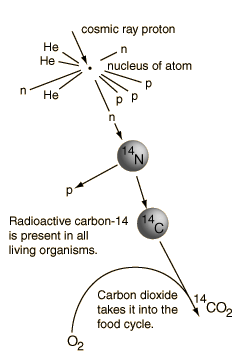 cosmic ray proton
He
n
He
nucleus of atom
n
He
p
p
p
n
14N
p
Radioactive carbon-14
is present in all
living organisms.
14C
Carbon dioxide
takes it into the
food cycle.
14CO2
O2